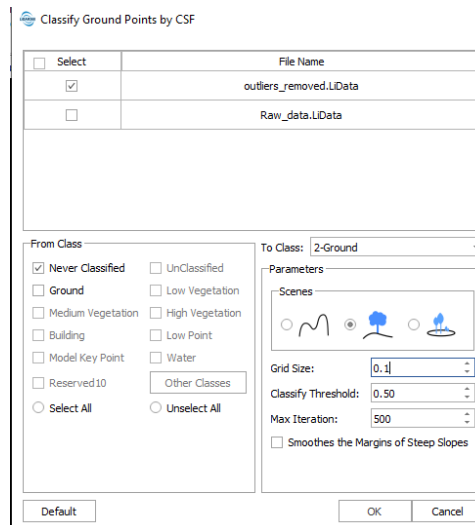 Classify Ground Points by CSF
Select File Name
outliers_removed.LiData
Raw_data.LiData
From Class
Never Classified UnClassified
Ground Low Vegetation
Medium Vegetation High Vegetation
Building Low Point
Model Key Point Water
Reserved10 Other Classes
Select All Unselect All
To Class: 2-Ground
Parameters
Scenes
Grid Size: 0.1
Classify Threshold: 0.50
Max Iteration: 500
Smoothes the Margins of Steep Slopes
Default OK Cancel